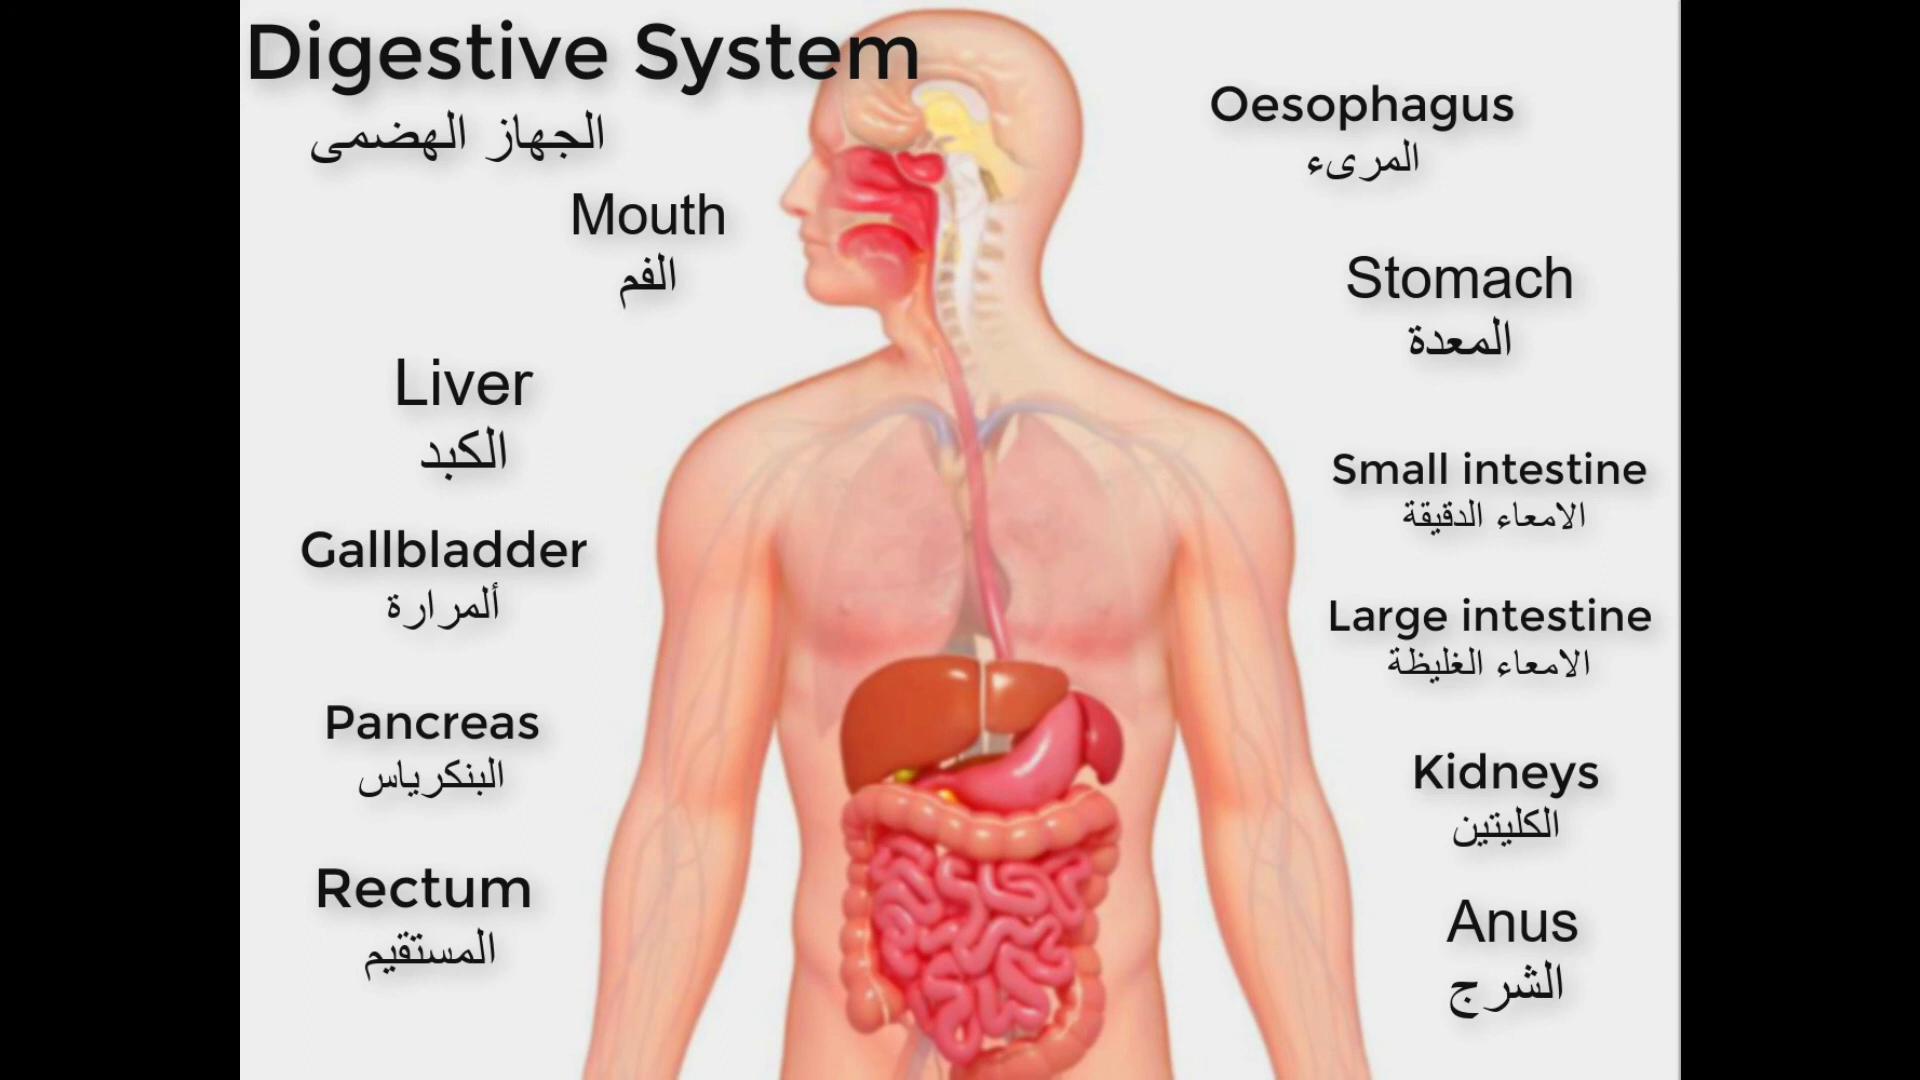 Digestive System
الجهاز الهضمى
Mouth
الفم
Liver
الكبد
Gallbladder
ألمرارة
Pancreas
البنكرياس
Rectum
المستقيم
Oesophagus
المرىء
Stomach
المعدة
Small intestine
الامعاء الدقيقة
Large intestine
الامعاء الغليظة
Kidneys
الكليتين
Anus
الشرج